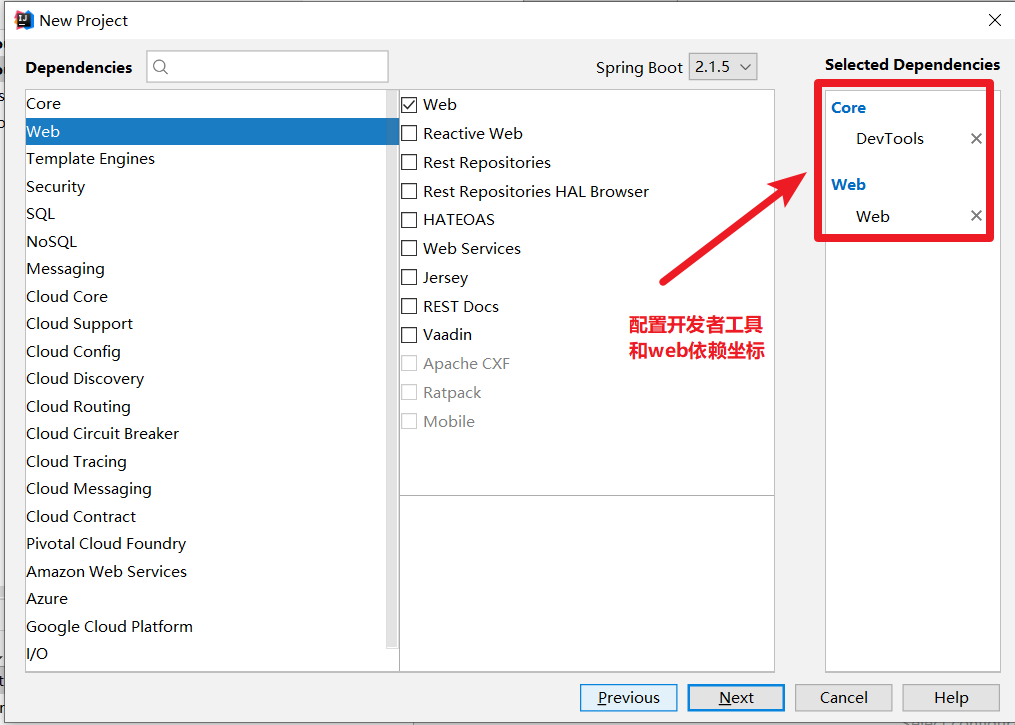 New Project
Dependencies
Spring Boot 2.1.5
Selected Dependencies
Core
Web
Template Engines
Security
SQL
NoSQL
Messaging
Cloud Core
Cloud Support
Cloud Config
Cloud Discovery
Cloud Routing
Cloud Circuit Breaker
Cloud Tracing
Cloud Messaging
Cloud Contract
Pivotal Cloud Foundry
Amazon Web Services
Azure
Google Cloud Platform
I/O
Web
Reactive Web
Rest Repositories
Rest Repositories HAL Browser
HATEOAS
Web Services
Jersey
REST Docs
Vaadin
Apache CXF
Ratpack
Mobile
Core
DevTools
Web
Web
配置开发者工具
和web依赖坐标
Previous
Next
Cancel
Help